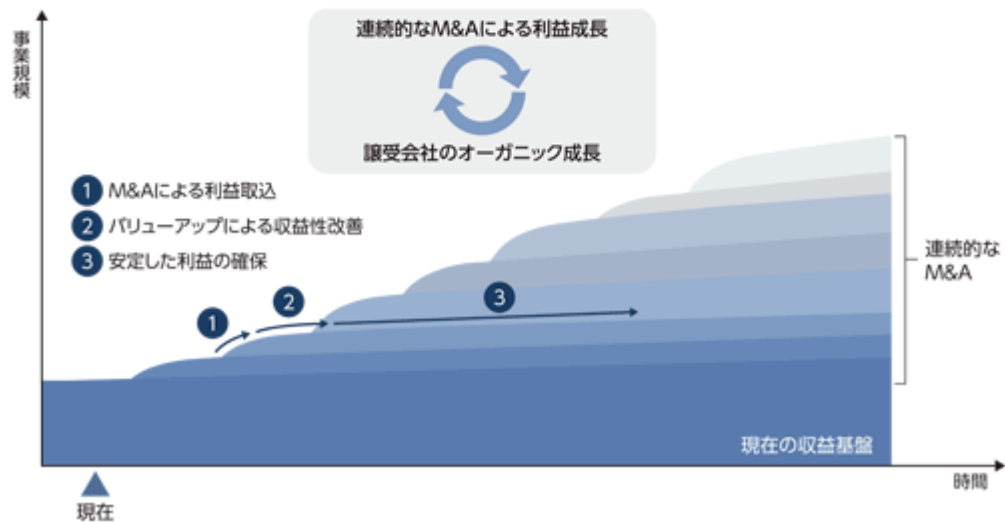 事業規模
連続的なM&Aによる利益成長
譲受会社のオーガニック成長
1 M&Aによる利益取込
2 バリューアップによる収益性改善
3 安定した利益の確保
1
2
3
連続的な
M&A
現在の収益基盤
時間
現在